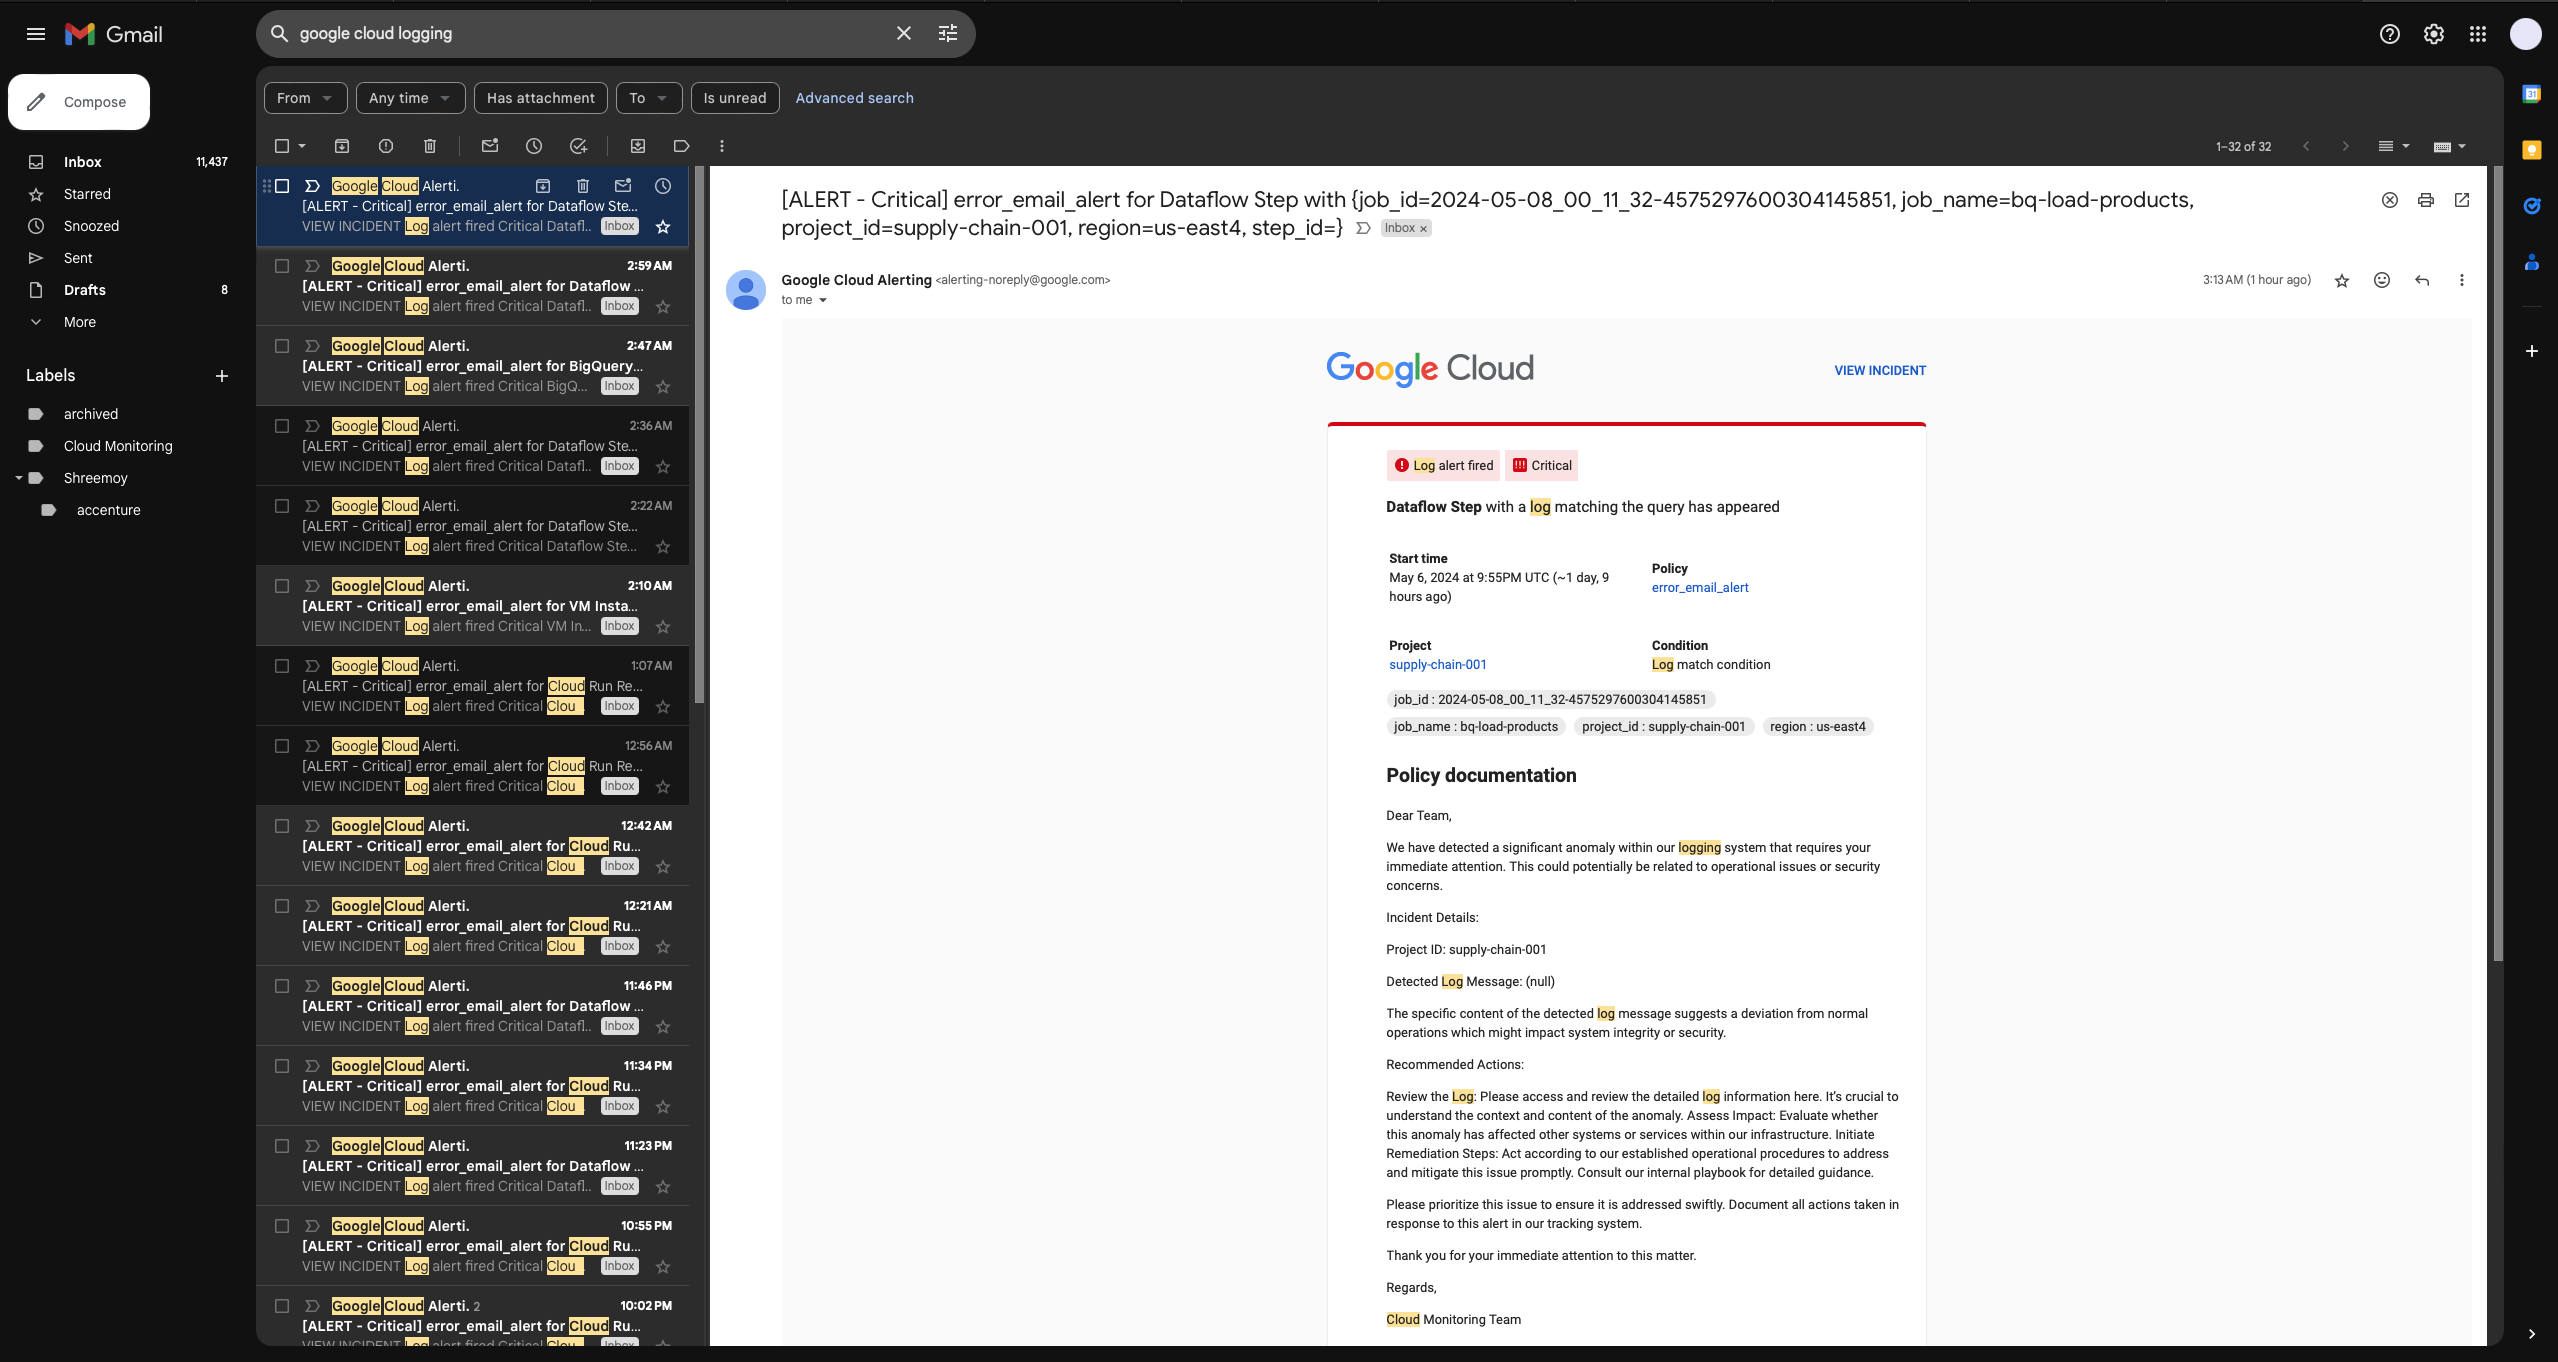 Gmail
google cloud logging
Compose
Inbox 11,437
Starred
Snoozed
Sent
Drafts 8
More
Labels
archived
Cloud Monitoring
Shreemoy
accenture
From
Any time
Has attachment
To
Is unread
Advanced search
1–32 of 32
Google Cloud Alerti.
[ALERT - Critical] error_email_alert for Dataflow Ste...
VIEW INCIDENT Log alert fired Critical Datafl.. Inbox
Google Cloud Alerti. 2:59 AM
[ALERT - Critical] error_email_alert for Dataflow ...
VIEW INCIDENT Log alert fired Critical Datafl.. Inbox
Google Cloud Alerti. 2:47 AM
[ALERT - Critical] error_email_alert for BigQuery...
VIEW INCIDENT Log alert fired Critical BigQ... Inbox
Google Cloud Alerti. 2:36 AM
[ALERT - Critical] error_email_alert for Dataflow Ste...
VIEW INCIDENT Log alert fired Critical Datafl.. Inbox
Google Cloud Alerti. 2:22 AM
[ALERT - Critical] error_email_alert for Dataflow Ste...
VIEW INCIDENT Log alert fired Critical Dataflow Ste...
Google Cloud Alerti. 2:10 AM
[ALERT - Critical] error_email_alert for VM Insta...
VIEW INCIDENT Log alert fired Critical VM In... Inbox
Google Cloud Alerti. 1:07 AM
[ALERT - Critical] error_email_alert for Cloud Run Re...
VIEW INCIDENT Log alert fired Critical Clou Inbox
Google Cloud Alerti. 12:56 AM
[ALERT - Critical] error_email_alert for Cloud Run Re...
VIEW INCIDENT Log alert fired Critical Clou Inbox
Google Cloud Alerti. 12:42 AM
[ALERT - Critical] error_email_alert for Cloud Ru...
VIEW INCIDENT Log alert fired Critical Clou Inbox
Google Cloud Alerti. 12:21 AM
[ALERT - Critical] error_email_alert for Cloud Ru...
VIEW INCIDENT Log alert fired Critical Clou Inbox
Google Cloud Alerti. 11:46 PM
[ALERT - Critical] error_email_alert for Dataflow ...
VIEW INCIDENT Log alert fired Critical Datafl.. Inbox
Google Cloud Alerti. 11:34 PM
[ALERT - Critical] error_email_alert for Cloud Ru...
VIEW INCIDENT Log alert fired Critical Clou Inbox
Google Cloud Alerti. 11:23 PM
[ALERT - Critical] error_email_alert for Dataflow ...
VIEW INCIDENT Log alert fired Critical Datafl.. Inbox
Google Cloud Alerti. 10:55 PM
[ALERT - Critical] error_email_alert for Cloud Ru...
VIEW INCIDENT Log alert fired Critical Clou Inbox
Google Cloud Alerti. 2 10:02 PM
[ALERT - Critical] error_email_alert for Cloud Ru...
VIEW INCIDENT Log alert fired Critical Clou Inbox
[ALERT - Critical] error_email_alert for Dataflow Step with {job_id=2024-05-08_00_11_32-4575297600304145851, job_name=bq-load-products,
project_id=supply-chain-001, region=us-east4, step_id=} Inbox ×
Google Cloud Alerting <alerting-noreply@google.com>
3:13 AM (1 hour ago)
to me
Google Cloud
VIEW INCIDENT
Log alert fired
Critical
Dataflow Step with a log matching the query has appeared
Start time
May 6, 2024 at 9:55PM UTC (~1 day, 9
hours ago)
Policy
error_email_alert
Project
supply-chain-001
Condition
Log match condition
job_id : 2024-05-08_00_11_32-4575297600304145851
job_name : bq-load-products
project_id : supply-chain-001
region : us-east4
Policy documentation
Dear Team,
We have detected a significant anomaly within our logging system that requires your
immediate attention. This could potentially be related to operational issues or security
concerns.
Incident Details:
Project ID: supply-chain-001
Detected Log Message: (null)
The specific content of the detected log message suggests a deviation from normal
operations which might impact system integrity or security.
Recommended Actions:
Review the Log: Please access and review the detailed log information here. It's crucial to
understand the context and content of the anomaly. Assess Impact: Evaluate whether
this anomaly has affected other systems or services within our infrastructure. Initiate
Remediation Steps: Act according to our established operational procedures to address
and mitigate this issue promptly. Consult our internal playbook for detailed guidance.
Please prioritize this issue to ensure it is addressed swiftly. Document all actions taken in
response to this alert in our tracking system.
Thank you for your immediate attention to this matter.
Regards,
Cloud Monitoring Team
31